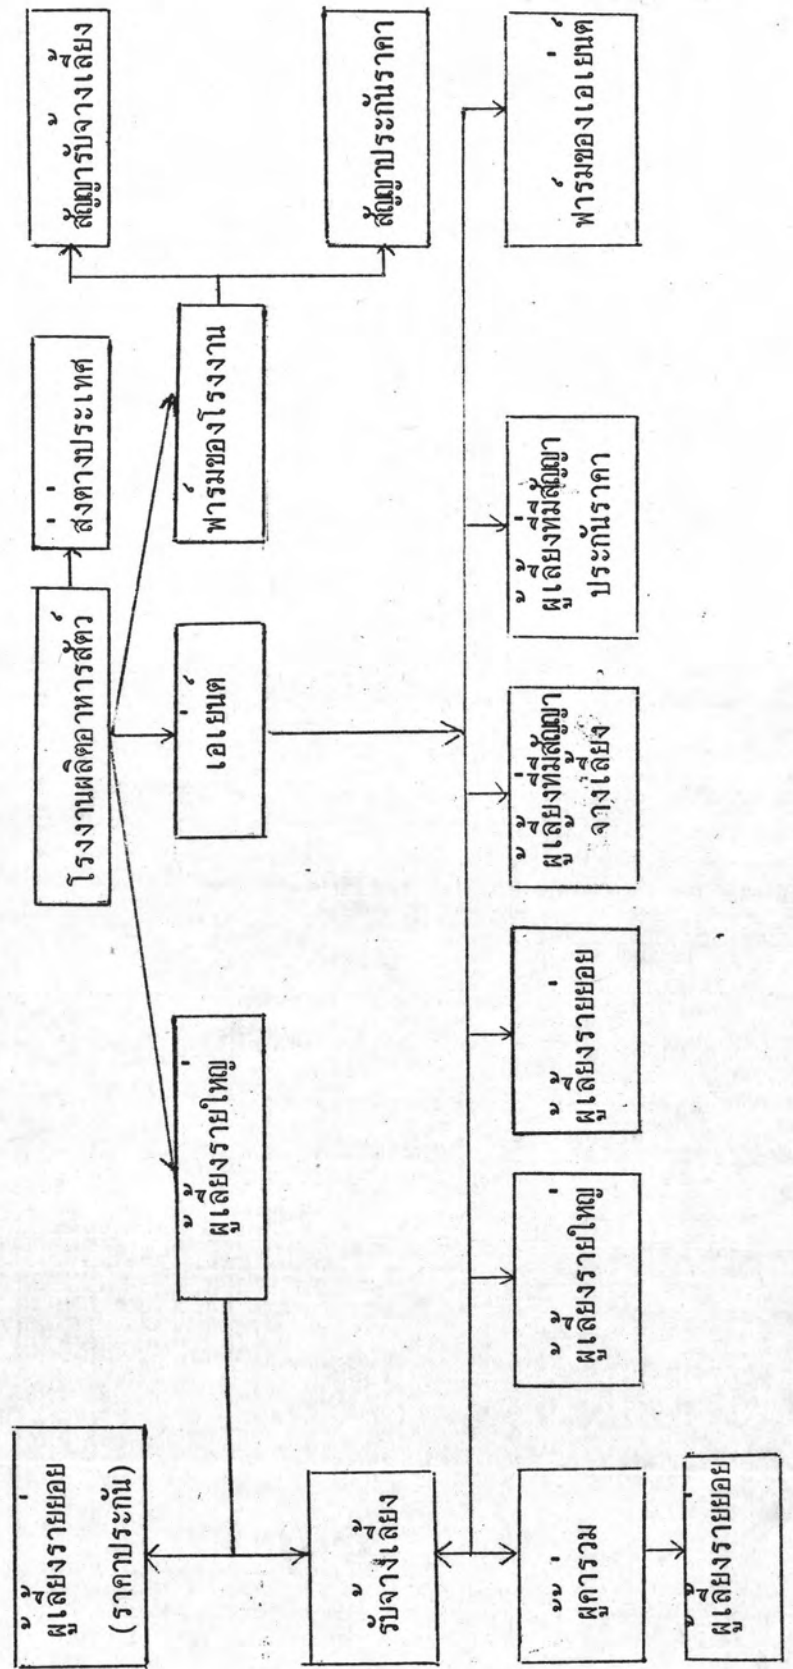 ผู้เลี้ยงรายย่อย
(ราคาประกัน)
โรงงานผลิตอาหารสัตว์
ส่งต่างประเทศ
สัญญารับจ้างเลี้ยง
ผู้เลี้ยงรายใหญ่
เอเย่นต์
ฟาร์มของโรงงาน
รับจ้างเลี้ยง
สัญญาประกันราคา
ผู้ค้าร่วม
ผู้เลี้ยงรายใหญ่
ผู้เลี้ยงรายย่อย
ผู้เลี้ยงที่มีสัญญา
จ้างเลี้ยง
ผู้เลี้ยงที่มีสัญญา
ประกันราคา
ฟาร์มของเอเย่นต์
ผู้เลี้ยงรายย่อย